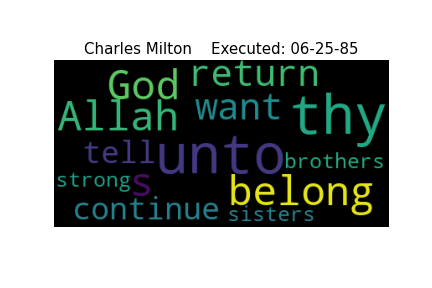 Charles Milton    Executed: 06-25-85
God return
Allah want thy
tell unto brothers
strong s belong
continue sisters